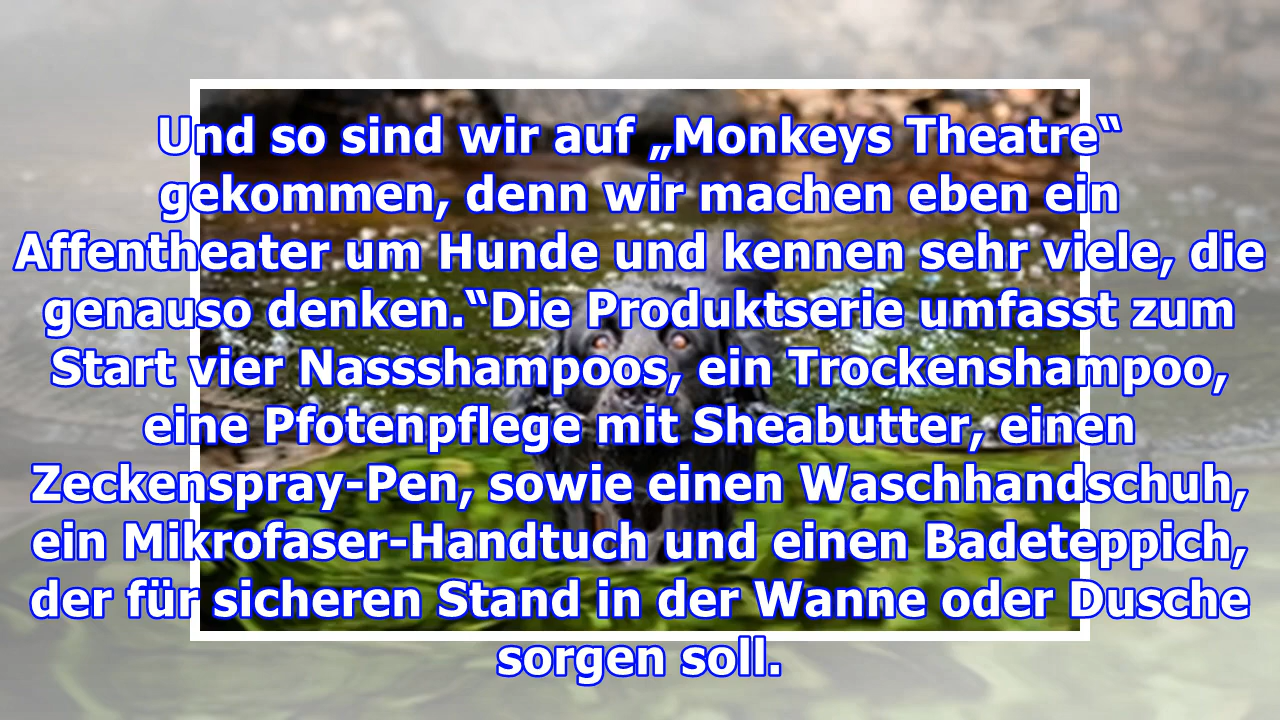 Und so sind wir auf „Monkeys Theatre“
gekommen, denn wir machen eben ein
Affentheater um Hunde und kennen sehr viele, die
genauso denken.“Die Produktserie umfasst zum
Start vier Nassshampoos, ein Trockenshampoo,
eine Pfotenpflege mit Sheabutter, einen
Zeckenspray-Pen, sowie einen Waschhandschuh,
ein Mikrofaser-Handtuch und einen Badeteppich,
der für sicheren Stand in der Wanne oder Dusche
sorgen soll.